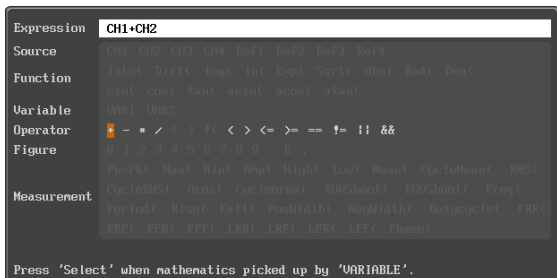 Expression CH1+CH2
Source CH1 CH2 CH3 CH4 Ref1 Ref2 Ref3 Ref4
Function Intg( Diff( log( ln( Exp( Sqrt( Abs( Rad( Deg(
sin( cos( tan( asin( acos( atan(
Variable VAR1 VAR2
Operator + - * / ( ) !( < > <= >= == != || &&
Figure 0 1 2 3 4 5 6 7 8 9 . E .
Pk-Pk( Max( Min( Amp( High( Low( Mean( CycleMean( RMS(
Measurement CycleRMS( Area( CycleArea( ROVShoot( FOVShoot( Freq(
Period( Rise( Fall( PosWidth( NegWidth( Dutycycle( FRR(
FRF( FFR( FFF( LRR( LRF( LFR( LFF( Phase(
Press 'Select' when mathematics picked up by 'VARIABLE'.